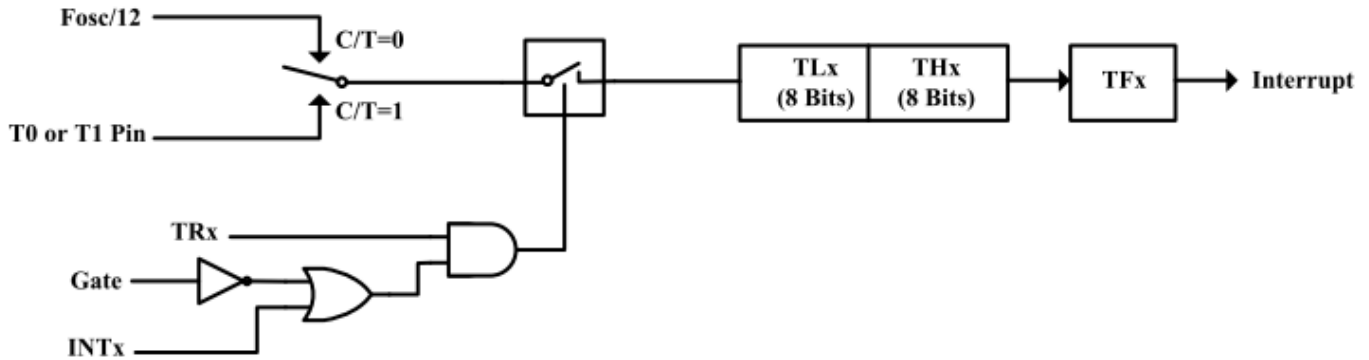 Fosc/12
C/T=0
TLx
(8 Bits)
THx
(8 Bits)
TFx
Interrupt
C/T=1
T0 or T1 Pin
TRx
Gate
INTx